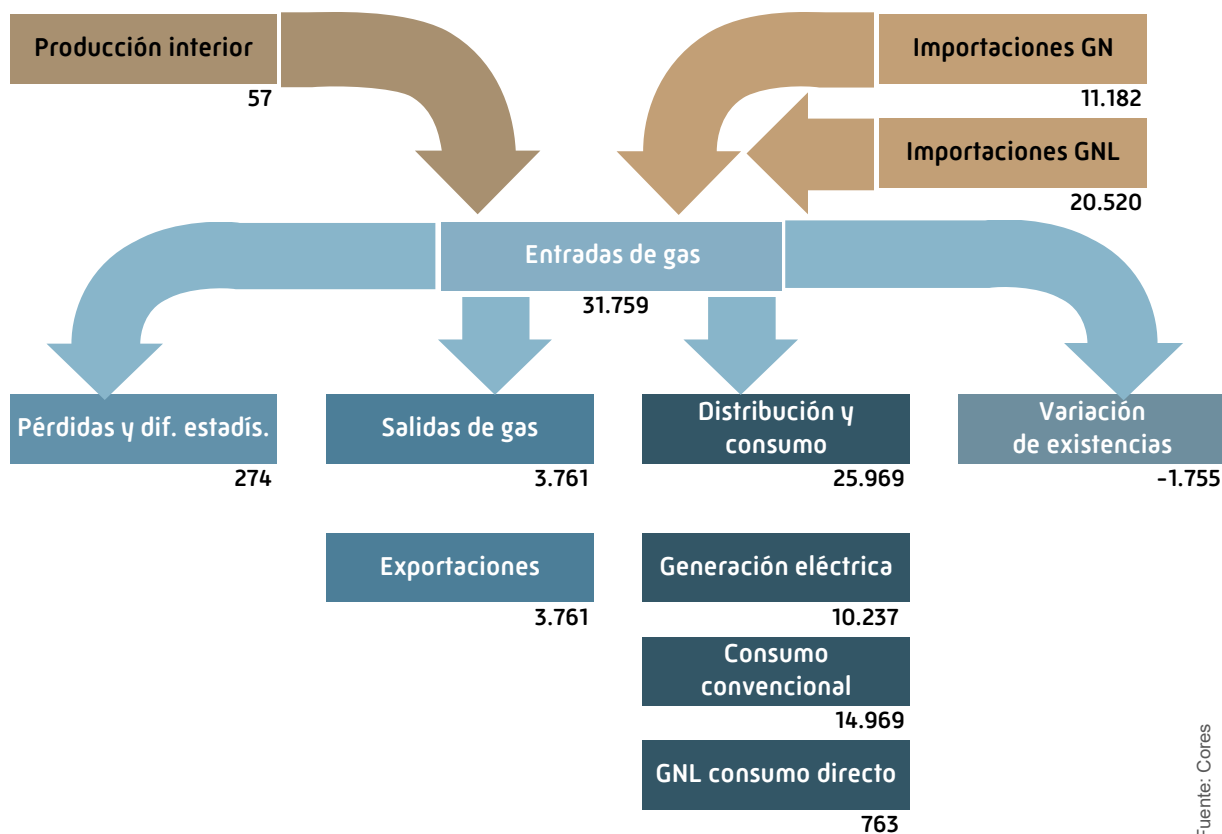 Producción interior
57
Importaciones GN
11.182
Importaciones GNL
20.520
Entradas de gas
31.759
Pérdidas y dif. estadís.
274
Salidas de gas
3.761
Distribución y
consumo
25.969
Variación
de existencias
-1.755
Exportaciones
3.761
Generación eléctrica
10.237
Consumo
convencional
14.969
GNL consumo directo
763
Fuente: Cores